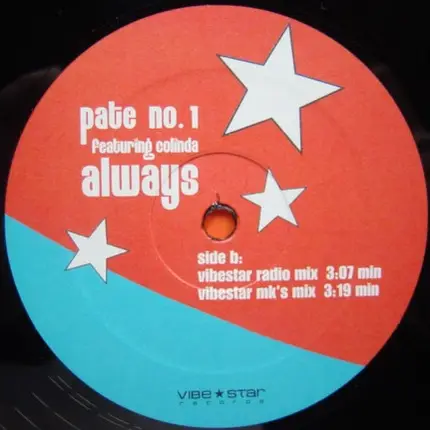 pate no. 1
featuring colinda
always
side b:
vibestar radio mix 3:07 min
vibestar mk's mix 3:19 min
VIBE★STAR
records